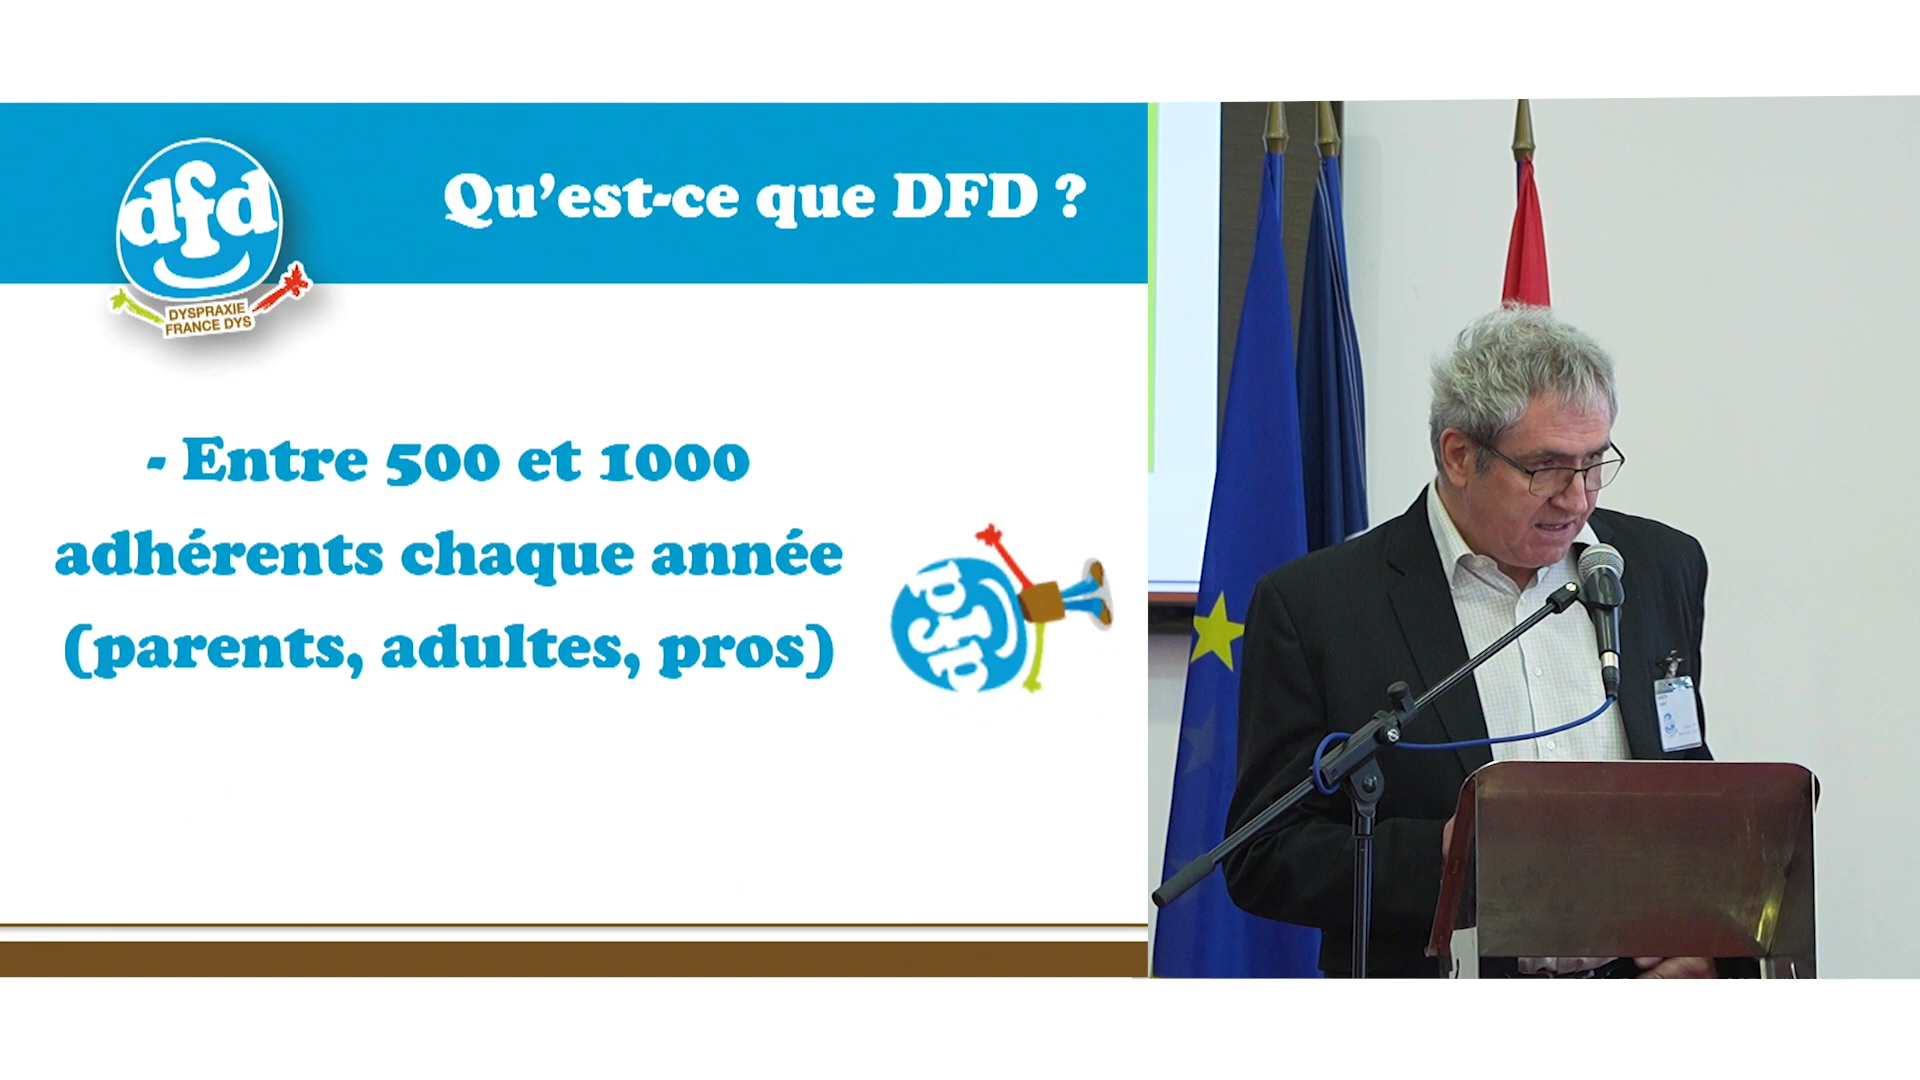 dfd
DYSPRAXIE
FRANCE DYS
Qu'est-ce que DFD ?
- Entre 500 et 1000
adhérents chaque année
(parents, adultes, pros)
dfd